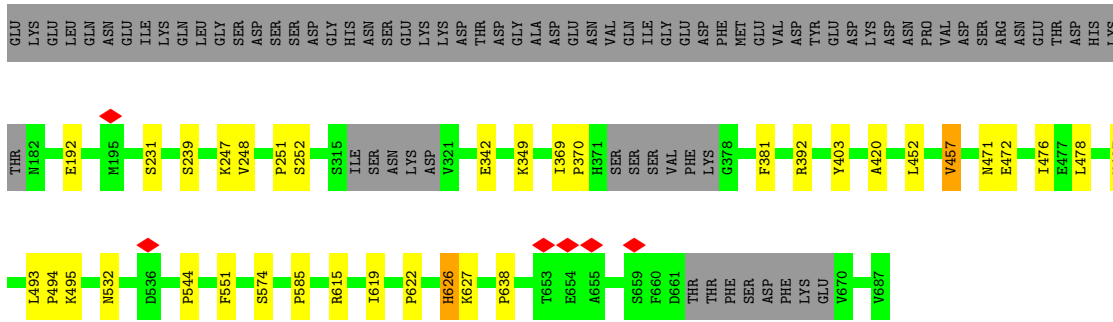 GLU LYS GLU LEU GLN ASN GLU ILE LYS GLN LEU GLY SER ASP SER SER ASP GLY HIS ASN SER GLU LYS LYS ASP THR ASP GLY ALA ASP GLU ASN VAL GLN ILE GLY GLU ASP PHE MET GLU VAL ASP TYR GLU ASP LYS ASP ASN PRO VAL ASP SER ARG ASN GLU THR ASP HIS LYS
THR N182 E192 M195 S231 S239 K247 V248 P251 S252 S315 ILE SER ASN LYS ASP V321 E342 K349 I369 P370 H371 SER SER SER VAL PHE LYS G378 F381 R392 Y403 A420 L452 V457 N471 E472 I476 E477 L478
L493 P494 K495 N532 D536 P544 F551 S574 P585 R615 I619 P622 H626 K627 P638 T653 E654 A655 S659 F660 D661 THR THR PHE SER ASP PHE LYS GLU V670 V687